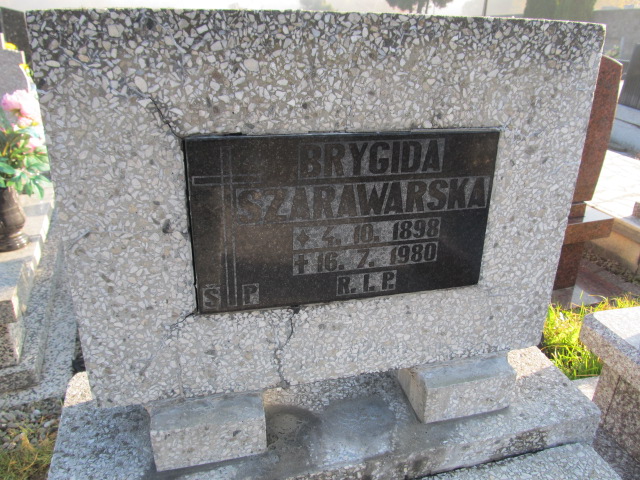 BRYGIDA
SZARAWARSKA
+ 4. 10. 1898
+ 16. 7. 1980
R. I. P.
Ś P